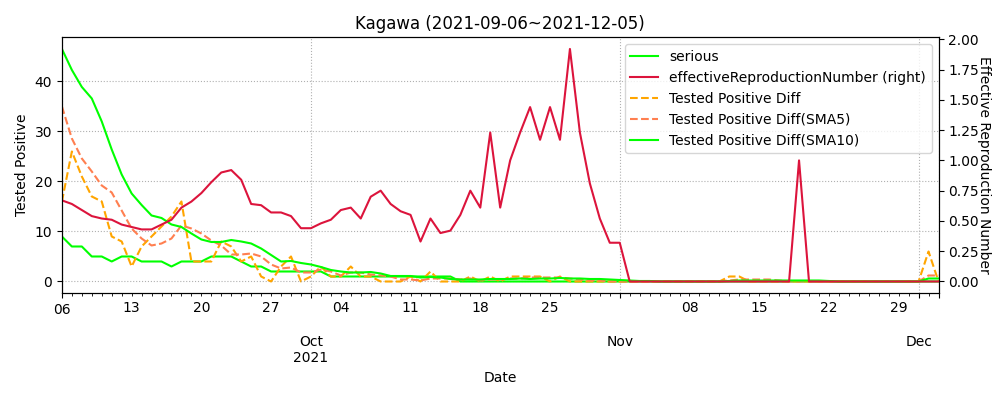 Kagawa (2021-09-06~2021-12-05)
Tested Positive
40
30
20
10
0
serious
effectiveReproductionNumber (right)
Tested Positive Diff
Tested Positive Diff(SMA5)
Tested Positive Diff(SMA10)
2.00
1.75
1.50
1.25
1.00
0.75
0.50
0.25
0.00
Effective Reproduction Number
06 13 20 27 04 11 18 25 08 15 22 29
Oct Nov Dec
2021
Date